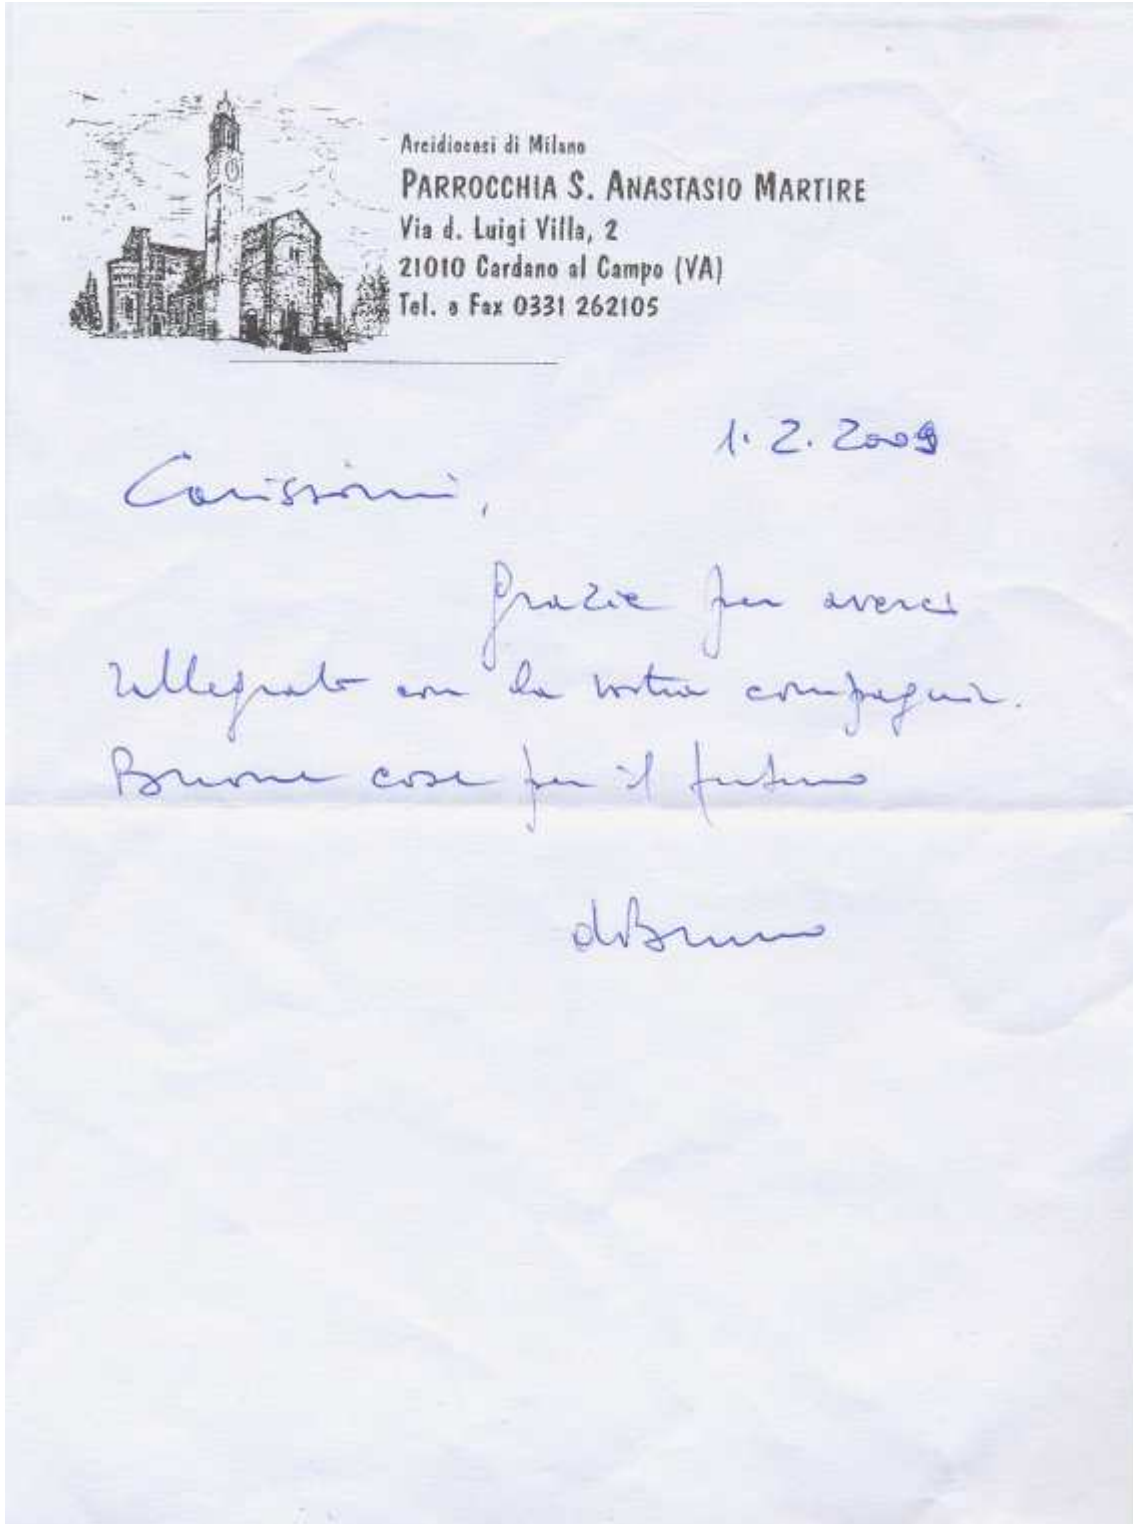 Arcidiocesi di Milano
PARROCCHIA S. ANASTASIO MARTIRE
Via d. Luigi Villa, 2
21010 Cardano al Campo (VA)
Tel. e Fax 0331 262105
1. 2. 2009
Carissimi,
grazie per averci
rallegrato con la vostra compagnia.
Buone cose per il futuro
d Bruno